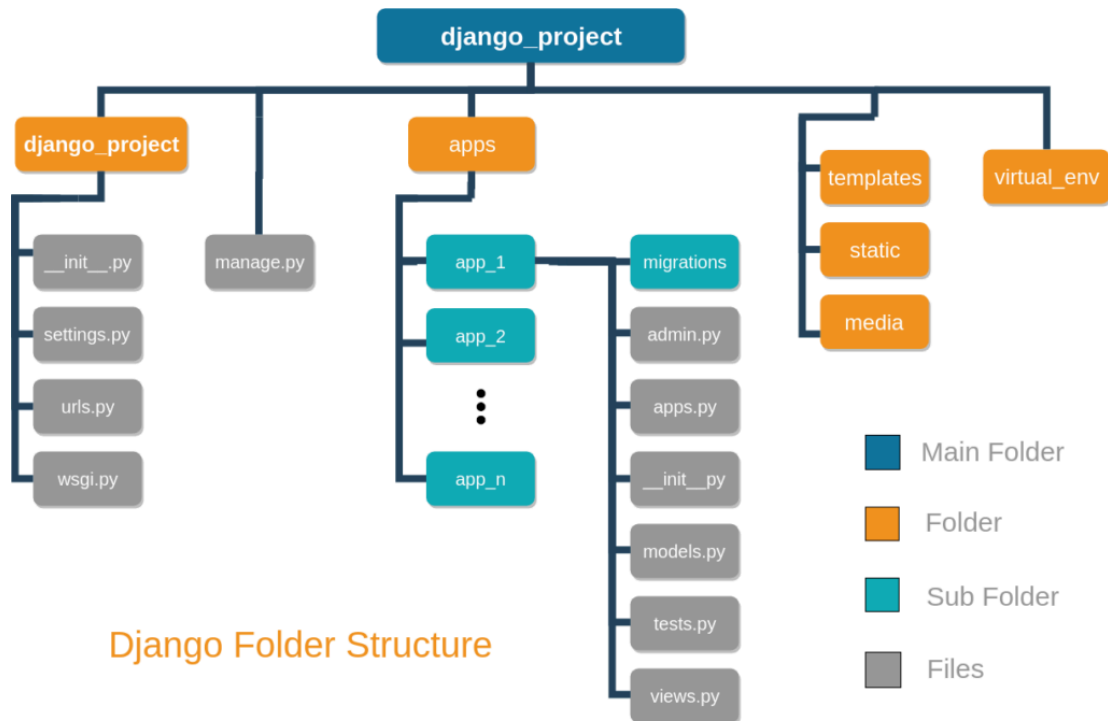 django_project
django_project
apps
templates
virtual_env
static
media
__init__.py
settings.py
urls.py
wsgi.py
manage.py
app_1
app_2
app_n
migrations
admin.py
apps.py
__init__py
models.py
tests.py
views.py
Main Folder
Folder
Sub Folder
Files
Django Folder Structure